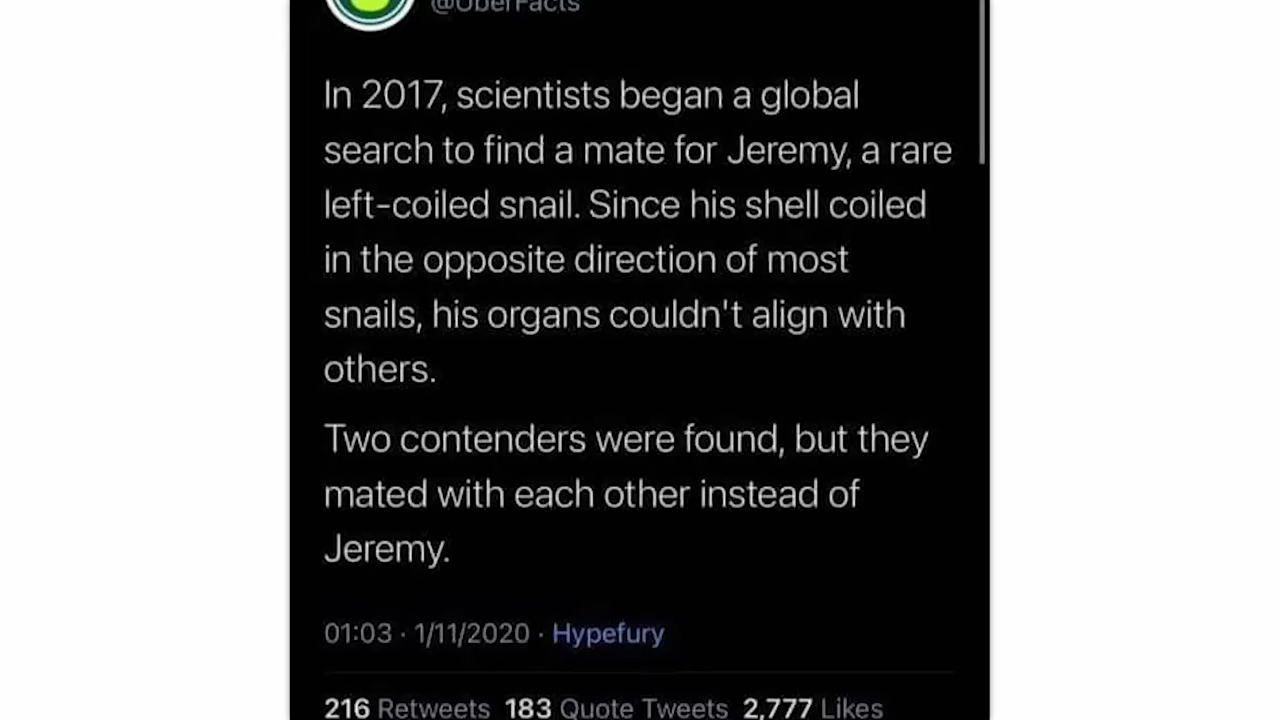 @UberFacts
In 2017, scientists began a global
search to find a mate for Jeremy, a rare
left-coiled snail. Since his shell coiled
in the opposite direction of most
snails, his organs couldn't align with
others.
Two contenders were found, but they
mated with each other instead of
Jeremy.
01:03 · 1/11/2020 · Hypefury
216 Retweets 183 Quote Tweets 2,777 Likes